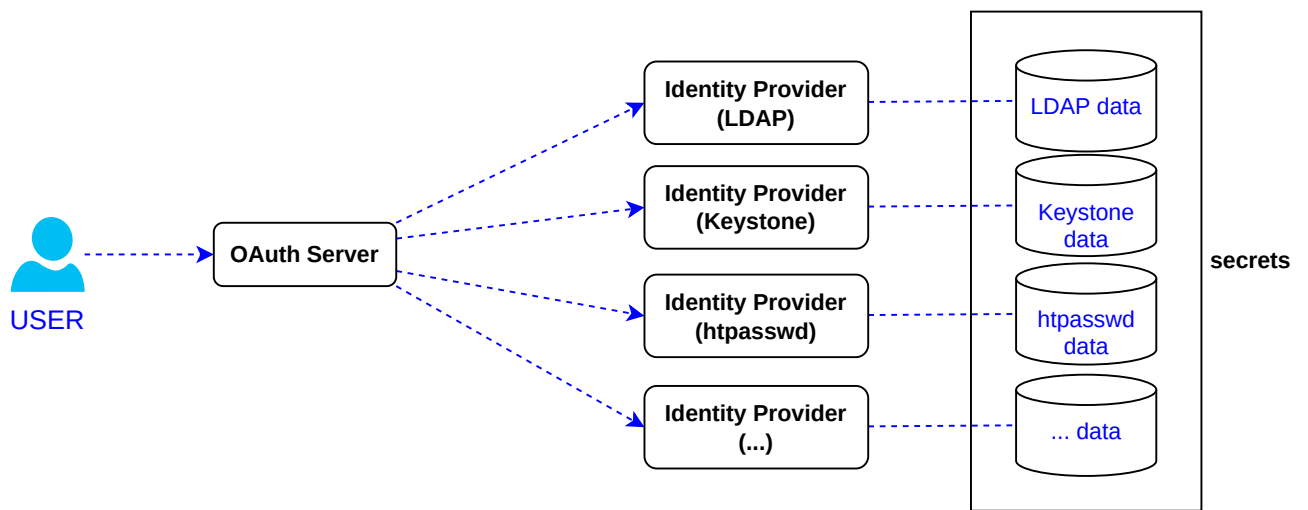 USER
OAuth Server
Identity Provider
(LDAP)
Identity Provider
(Keystone)
Identity Provider
(htpasswd)
Identity Provider
(...)
LDAP data
Keystone
data
htpasswd
data
... data
secrets